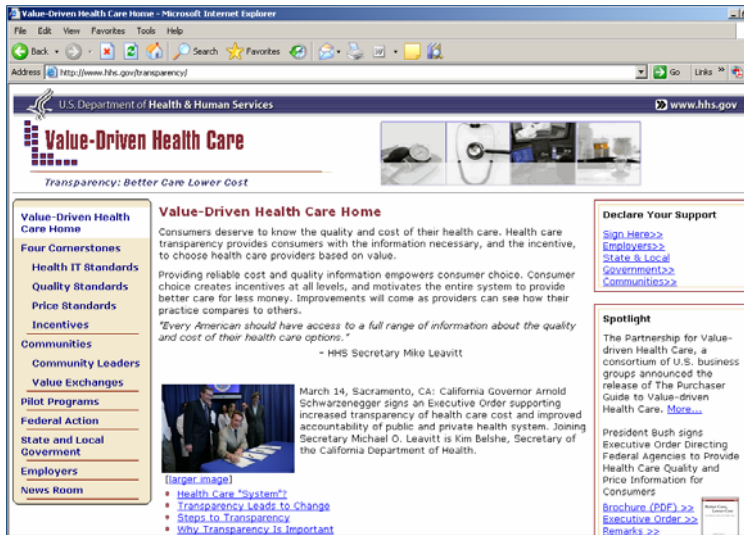 Value-Driven Health Care Home - Microsoft Internet Explorer
File Edit View Favorites Tools Help
Back Search Favorites
Address http://www.hhs.gov/transparency/ Go Links »
U.S. Department of Health & Human Services www.hhs.gov
Value-Driven Health Care
Transparency: Better Care Lower Cost
Value-Driven Health
Care Home
Four Cornerstones
Health IT Standards
Quality Standards
Price Standards
Incentives
Communities
Community Leaders
Value Exchanges
Pilot Programs
Federal Action
State and Local
Goverment
Employers
News Room
Value-Driven Health Care Home
Consumers deserve to know the quality and cost of their health care. Health care
transparency provides consumers with the information necessary, and the incentive,
to choose health care providers based on value.
Providing reliable cost and quality information empowers consumer choice. Consumer
choice creates incentives at all levels, and motivates the entire system to provide
better care for less money. Improvements will come as providers can see how their
practice compares to others.
"Every American should have access to a full range of information about the quality
and cost of their health care options."
– HHS Secretary Mike Leavitt
March 14, Sacramento, CA: California Governor Arnold
Schwarzenegger signs an Executive Order supporting
increased transparency of health care cost and improved
accountability of public and private health system. Joining
Secretary Michael O. Leavitt is Kim Belshe, Secretary of
the California Department of Health.
[larger image]
Health Care "System"?
Transparency Leads to Change
Steps to Transparency
Why Transparency Is Important
Declare Your Support
Sign Here>>
Employers>>
State & Local
Government>>
Communities>>
Spotlight
The Partnership for Value-
driven Health Care, a
consortium of U.S. business
groups announced the
release of The Purchaser
Guide to Value-driven
Health Care. More...
President Bush signs
Executive Order Directing
Federal Agencies to Provide
Health Care Quality and
Price Information for
Consumers
Brochure (PDF) >>
Executive Order >>
Remarks >>